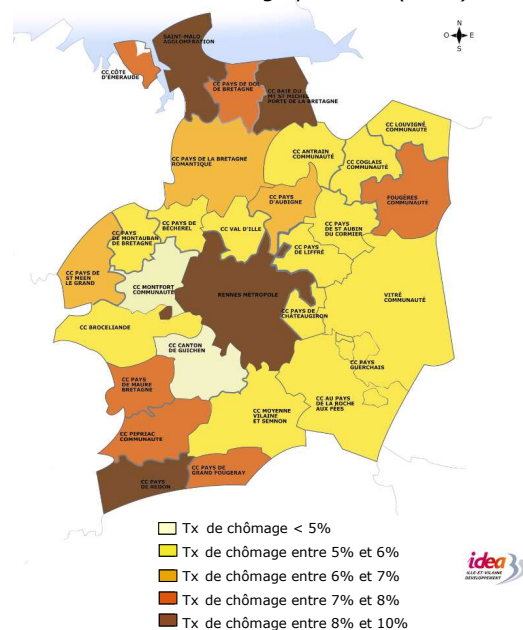 N
O E
S
SAINT-MALO
AGGLOMÉRATION
CC CÔTE
D'ÉMERAUDE
CC PAYS DE DOL
DE BRETAGNE
CC BAIE DU
MT ST MICHEL
PORTE DE LA BRETAGNE
CC LOUVIGNÉ
COMMUNAUTÉ
CC ANTRAIN
COMMUNAUTÉ
CC COGLAIS
COMMUNAUTÉ
CC PAYS DE LA BRETAGNE
ROMANTIQUE
FOUGÈRES
COMMUNAUTÉ
CC PAYS
D'AUBIGNE
CC PAYS
DE MONTAUBAN
DE BRETAGNE
CC PAYS DE
BÉCHEREL
CC VAL D'ILLE
CC PAYS
DE ST AUBIN
DU CORMIER
CC PAYS
DE LIFFRÉ
CC PAYS DE
ST MEEN
LE GRAND
CC MONTFORT
COMMUNAUTÉ
RENNES MÉTROPOLE
VITRÉ
COMMUNAUTÉ
CC PAYS DE
CHÂTEAUGIRON
CC BROCELIANDE
CC CANTON
DE GUICHEN
CC PAYS
GUERCHAIS
CC PAYS
DE MAURE
BRETAGNE
CC AU PAYS
DE LA ROCHE
AUX FÉES
CC MOYENNE
VILAINE
ET SEMNON
CC PIPRIAC
COMMUNAUTE
CC PAYS
DE REDON
CC PAYS DE
GRAND FOUGERAY
Tx de chômage < 5%
Tx de chômage entre 5% et 6%
Tx de chômage entre 6% et 7%
Tx de chômage entre 7% et 8%
Tx de chômage entre 8% et 10%
idea
ILLE-ET-VILAINE
DÉVELOPPEMENT